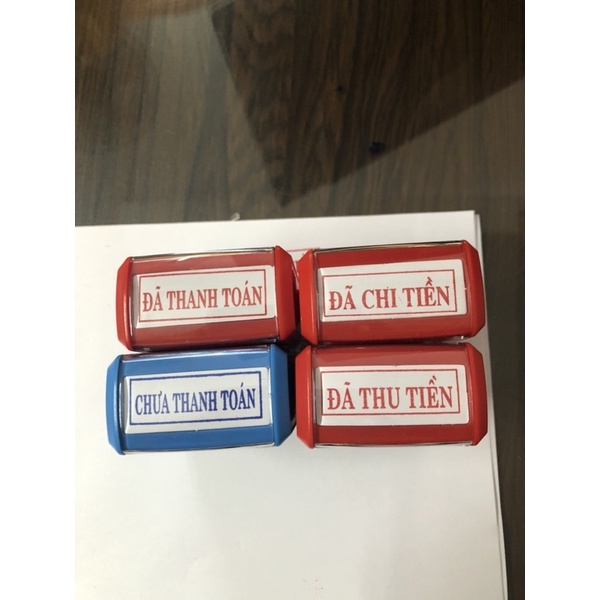 ĐÃ THANH TOÁN
ĐÃ CHI TIỀN
CHƯA THANH TOÁN
ĐÃ THU TIỀN